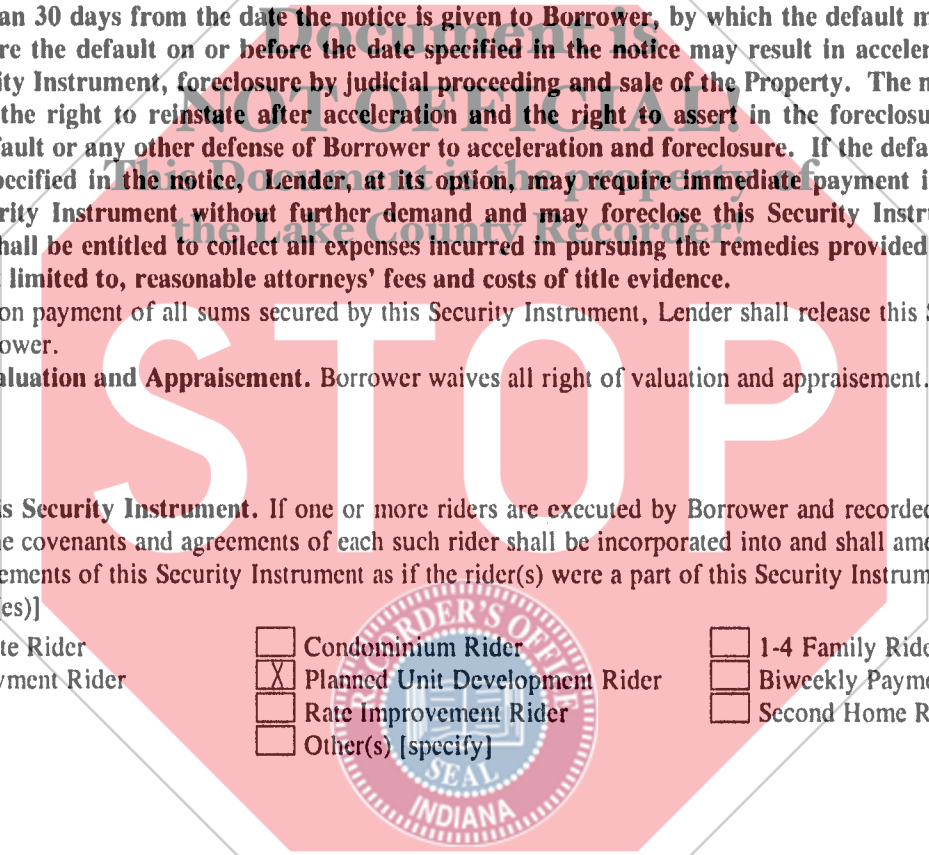 an 30 days from the date the notice is given to Borrower, by which the default m
re the default on or before the date specified in the notice may result in acceler
ity Instrument, foreclosure by judicial proceeding and sale of the Property. The n
the right to reinstate after acceleration and the right to assert in the foreclosu
fault or any other defense of Borrower to acceleration and foreclosure. If the defa
pecified in the notice, Lender, at its option, may require immediate payment i
rity Instrument without further demand and may foreclose this Security Instr
hall be entitled to collect all expenses incurred in pursuing the remedies provided
limited to, reasonable attorneys' fees and costs of title evidence.
on payment of all sums secured by this Security Instrument, Lender shall release this S
ower.
aluation and Appraisement. Borrower waives all right of valuation and appraisement.
is Security Instrument. If one or more riders are executed by Borrower and recorded
e covenants and agreements of each such rider shall be incorporated into and shall ame
ements of this Security Instrument as if the rider(s) were a part of this Security Instrum
es)]
te Rider Condominium Rider 1-4 Family Ride
yment Rider X Planned Unit Development Rider Biweekly Payme
Rate Improvement Rider Second Home R
Other(s) [specify]
Document is
NOT OFFICIAL!
This Document is the property of
the Lake County Recorder!
STOP
RECORDER'S OFFICE
SEAL
INDIANA